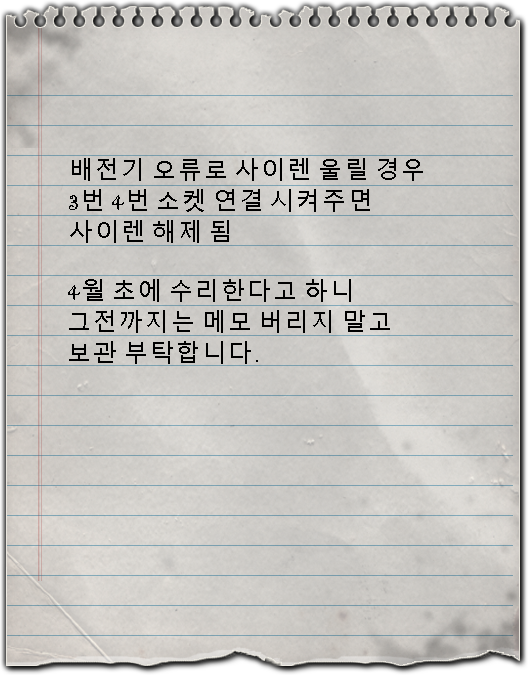 배전기 오류로 사이렌 울릴 경우
3번 4번 소켓 연결 시켜주면
사이렌 해제 됨
4월 초에 수리한다고 하니
그전까지는 메모 버리지 말고
보관 부탁합니다.